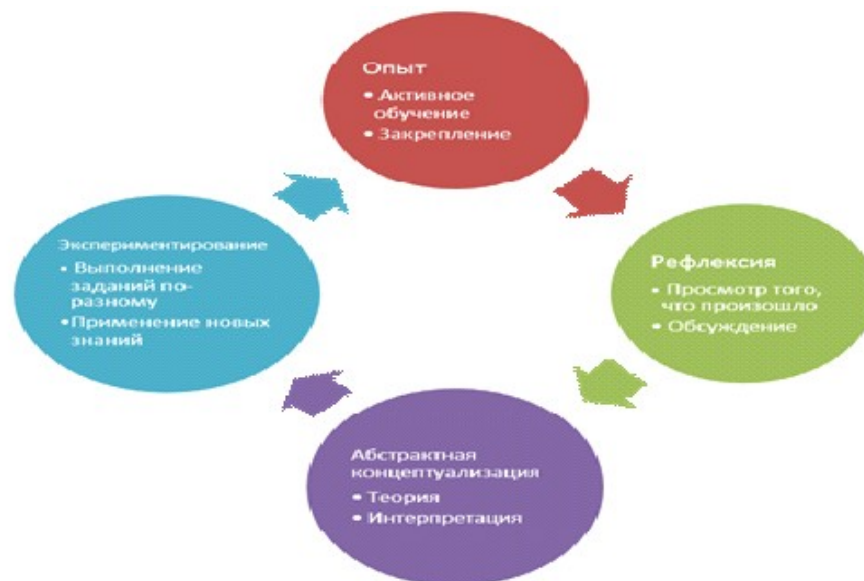 Опыт
• Активное
обучение
• Закрепление
Рефлексия
• Просмотр того,
что произошло
• Обсуждение
Абстрактная
концептуализация
• Теория
• Интерпретация
Экспериментирование
• Выполнение
заданий по-
разному
•Применение новых
знаний